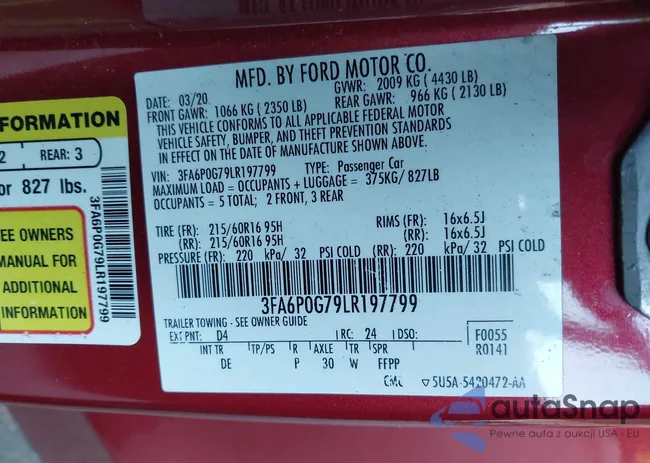 FORMATION
2 REAR: 3
or 827 lbs.
EE OWNERS
MANUAL FOR
ADDITIONAL
INFORMATION
3FA6P0G79LR197799
MFD. BY FORD MOTOR CO.
DATE: 03/20 GVWR: 2009 KG (4430 LB)
FRONT GAWR: 1066 KG (2350 LB) REAR GAWR: 966 KG (2130 LB)
THIS VEHICLE CONFORMS TO ALL APPLICABLE FEDERAL MOTOR
VEHICLE SAFETY, BUMPER, AND THEFT PREVENTION STANDARDS
IN EFFECT ON THE DATE OF MANUFACTURE SHOWN ABOVE.
VIN: 3FA6P0G79LR197799 TYPE: Passenger Car
MAXIMUM LOAD = OCCUPANTS + LUGGAGE = 375KG/ 827LB
OCCUPANTS = 5 TOTAL; 2 FRONT, 3 REAR
TIRE (FR): 215/60R16 95H RIMS (FR): 16x6.5J
(RR): 215/60R16 95H (RR): 16x6.5J
PRESSURE (FR): 220 kPa/ 32 PSI COLD (RR): 220 kPa/ 32 PSI COLD
3FA6P0G79LR197799
TRAILER TOWING - SEE OWNER GUIDE
EXT PNT: D4 RC: 24 DSO: F0055
INT TR TP/PS R AXLE TR SPR R0141
DE P 30 W FFPP
5U5A-5420472-AA
autoSnap
Pewne auta z aukcji USA i EU